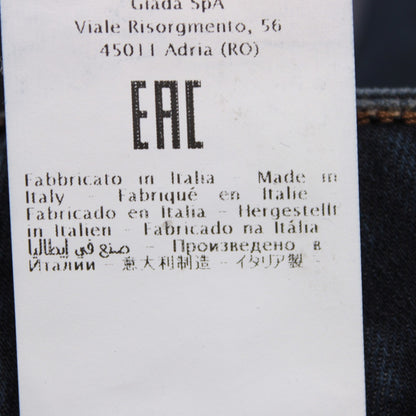 Giada SpA
Viale Risorgmento, 56
45011 Adria (RO)
EAC
Fabbricato in Italia - Made in
Italy - Fabriqué en Italie
Fabricado en Italia - Hergestellt
in Italien - Fabricado na Itália
صنع في إيطاليا - Произведено в
Италии - 意大利制造 - イタリア製 -